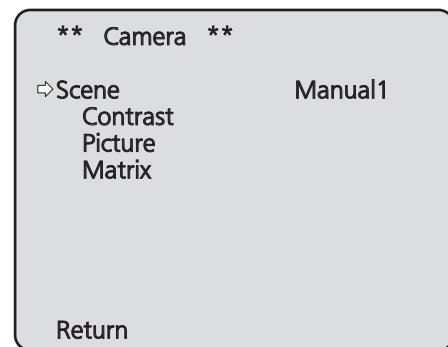 ** Camera **
⇨Scene Manual1
Contrast
Picture
Matrix
Return